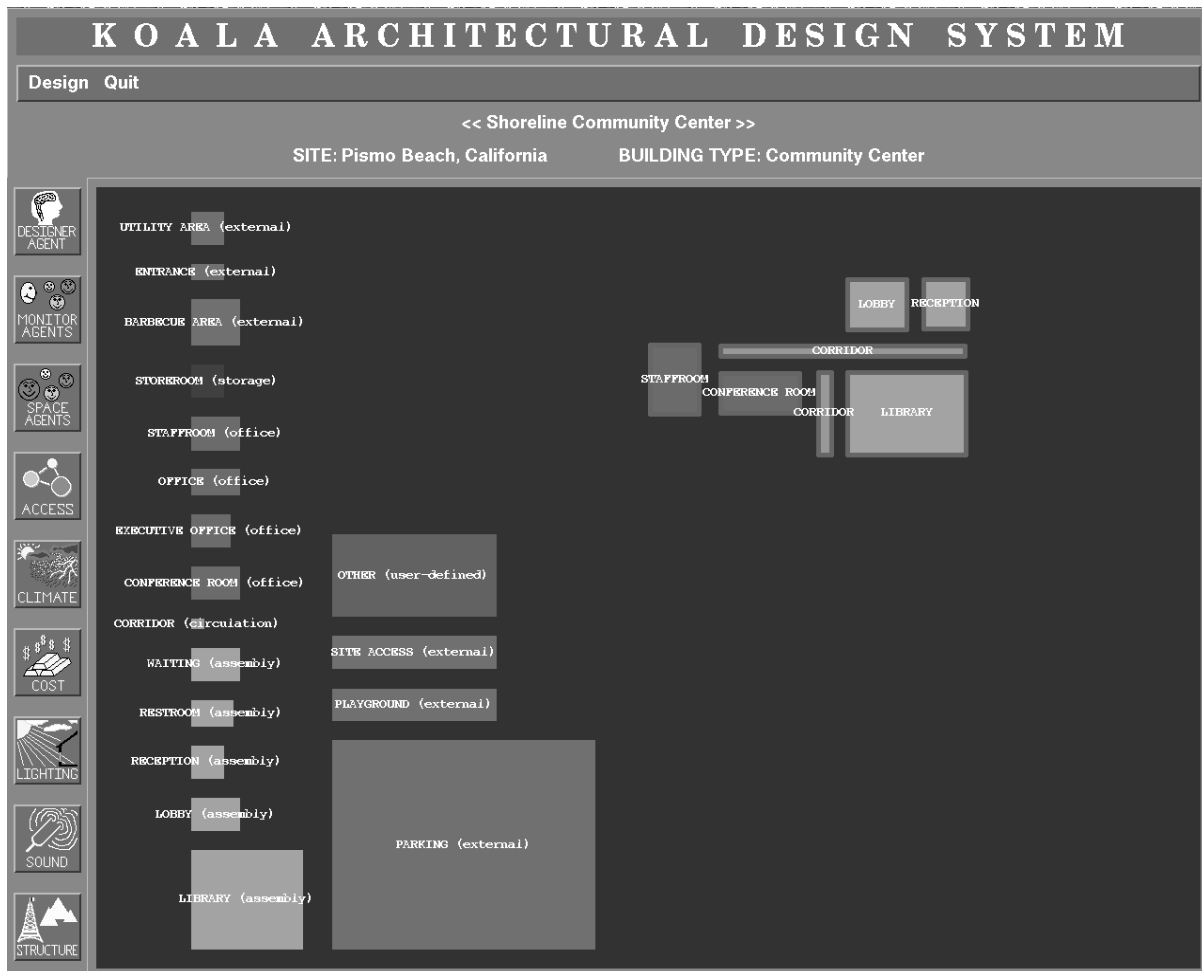 KOALA ARCHITECTURAL DESIGN SYSTEM
Design Quit
<< Shoreline Community Center >>
SITE: Pismo Beach, California BUILDING TYPE: Community Center
DESIGNER
AGENT
MONITOR
AGENTS
SPACE
AGENTS
ACCESS
CLIMATE
$ $ $ $ $
COST
LIGHTING
SOUND
STRUCTURE
UTILITY AREA (external)
ENTRANCE (external)
BARBECUE AREA (external)
STOREROOM (storage)
STAFFROOM (office)
OFFICE (office)
EXECUTIVE OFFICE (office)
CONFERENCE ROOM (office)
CORRIDOR (circulation)
WAITING (assembly)
RESTROOM (assembly)
RECEPTION (assembly)
LOBBY (assembly)
LIBRARY (assembly)
OTHER (user-defined)
SITE ACCESS (external)
PLAYGROUND (external)
PARKING (external)
LOBBY RECEPTION
CORRIDOR
STAFFROOM
CONFERENCE ROOM
CORRIDOR
LIBRARY